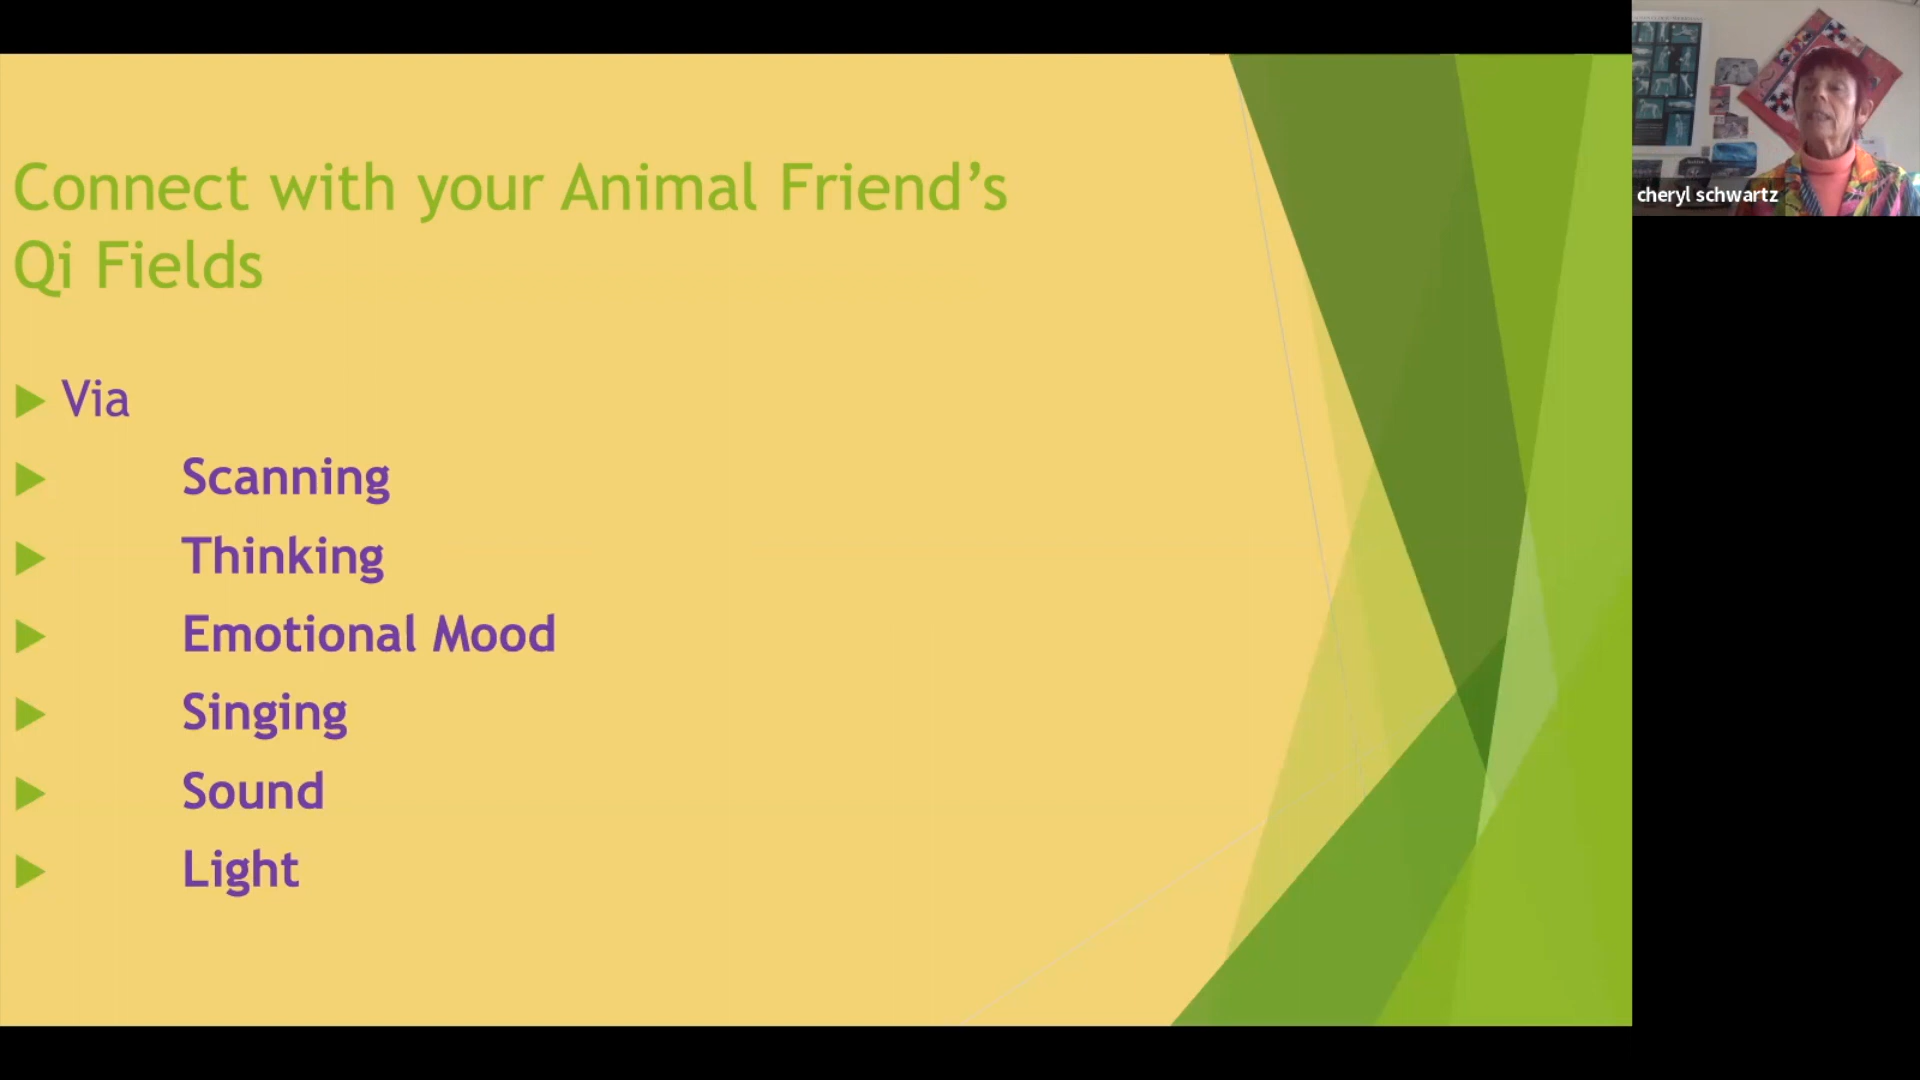 Connect with your Animal Friend’s
Qi Fields
Via
Scanning
Thinking
Emotional Mood
Singing
Sound
Light
cheryl schwartz